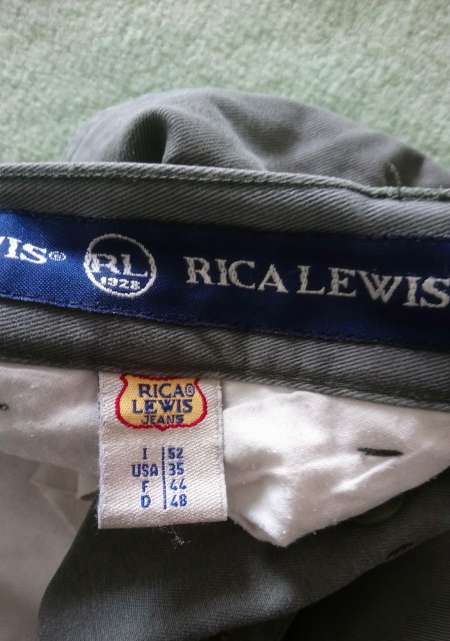 WIS®
RL
1928
RICA LEWIS
RICA®
LEWIS
JEANS
I 52
USA 35
F 44
D 48